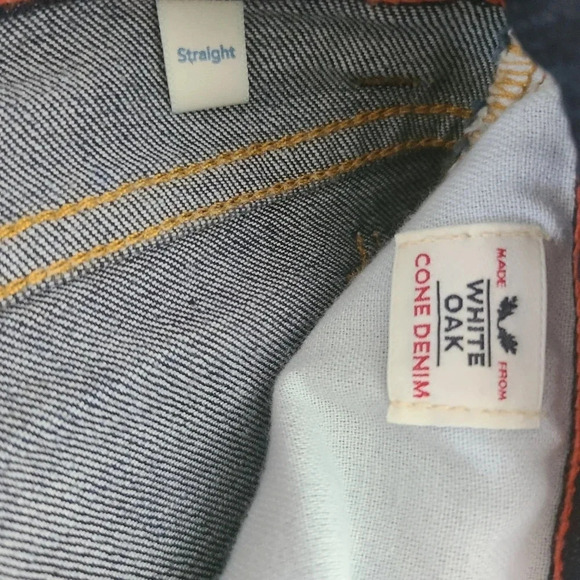 Straight
MADE FROM
WHITE
OAK
CONE DENIM